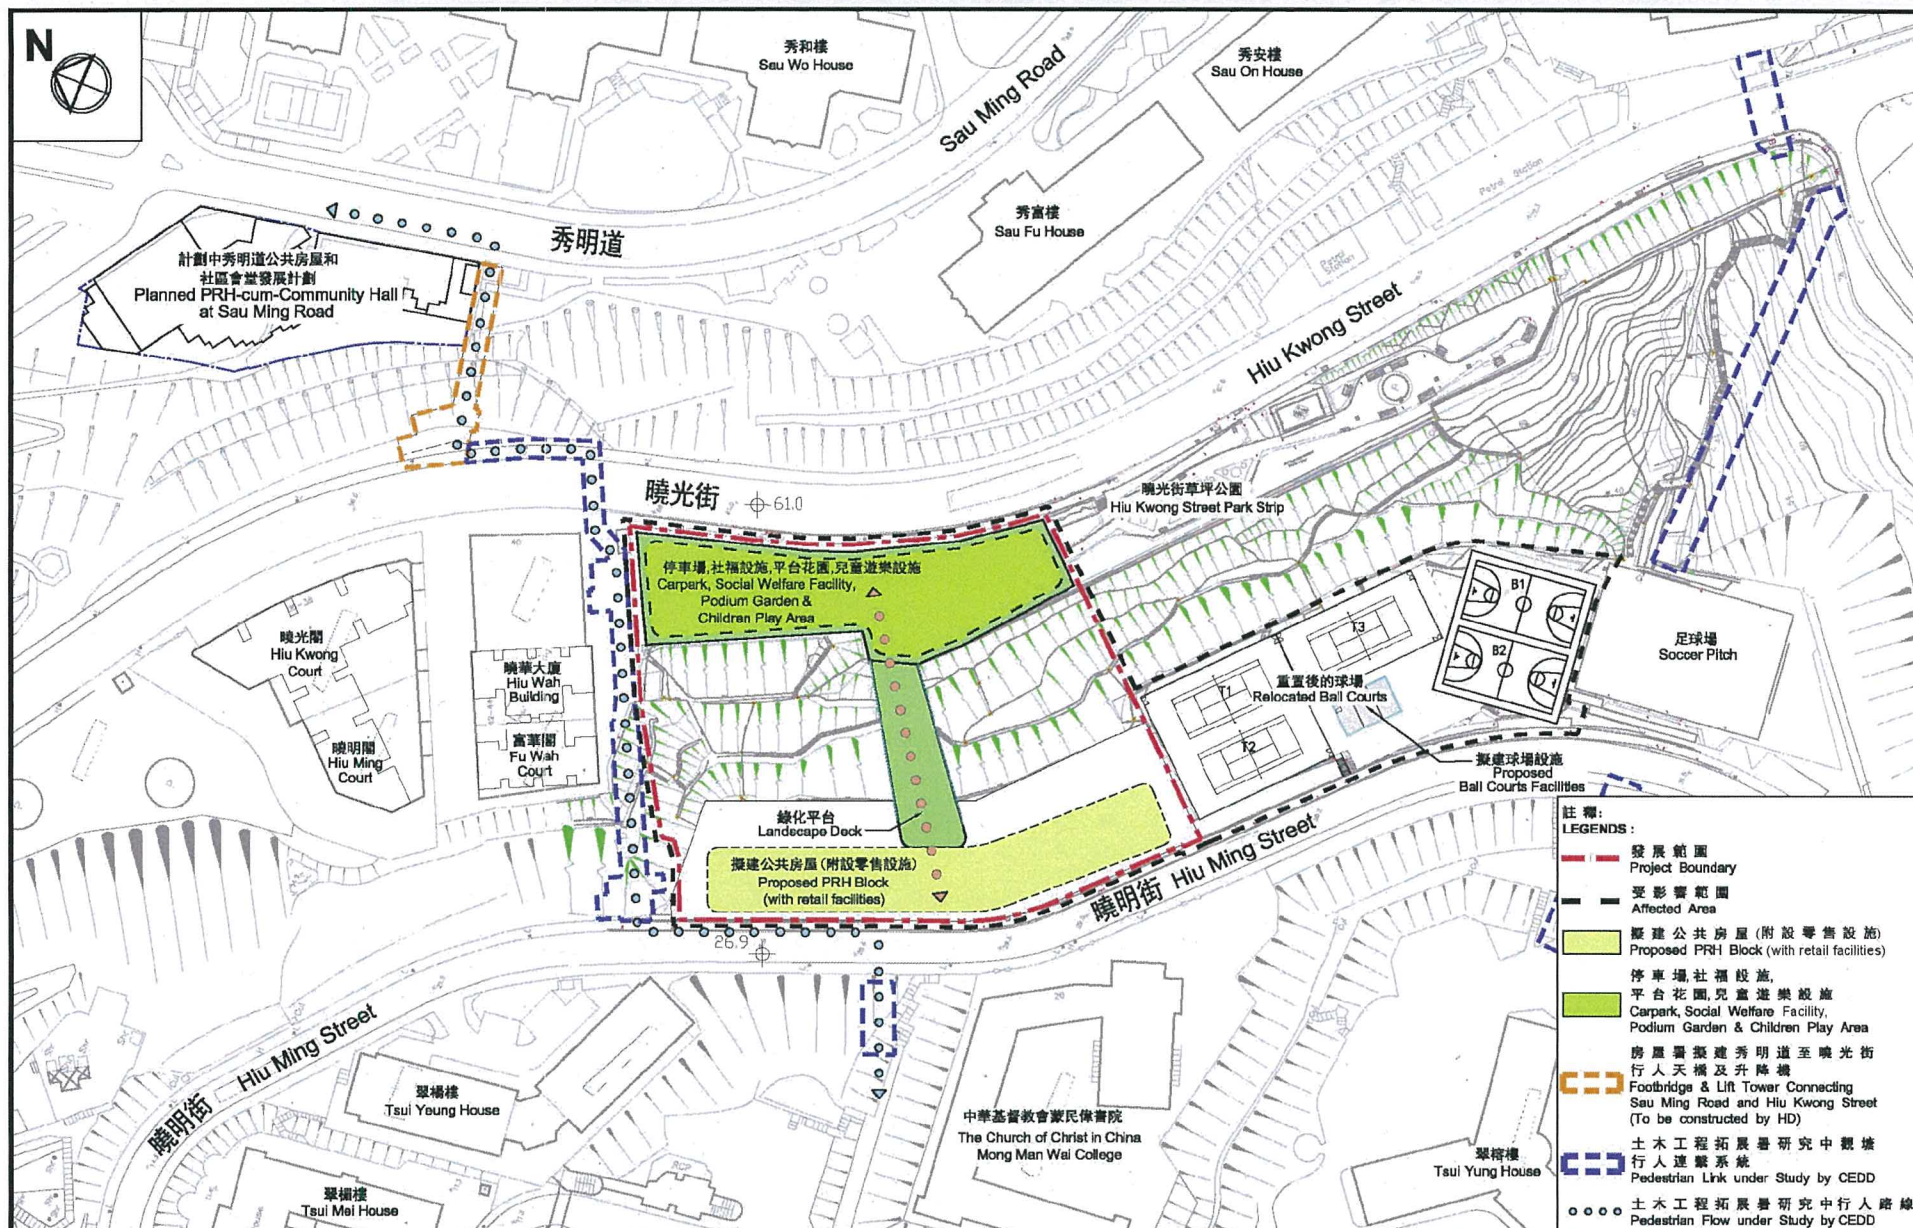 N
秀和樓
Sau Wo House
秀安樓
Sau On House
Sau Ming Road
秀富樓
Sau Fu House
秀明道
計劃中秀明道公共房屋和
社區會堂發展計劃
Planned PRH-cum-Community Hall
at Sau Ming Road
Petrol Station
Petrol
Station
Hiu Kwong Street
曉光街
61.0
曉光街草坪公園
Hiu Kwong Street Park Strip
停車場,社福設施,平台花園,兒童遊樂設施
Carpark, Social Welfare Facility,
Podium Garden &
Children Play Area
曉光閣
Hiu Kwong
Court
曉明閣
Hiu Ming
Court
曉華大廈
Hiu Wah
Building
富華閣
Fu Wah
Court
B1
B2
T3
T1
T2
足球場
Soccer Pitch
重置後的球場
Relocated Ball Courts
擬建球場設施
Proposed
Ball Courts Facilities
綠化平台
Landscape Deck
擬建公共房屋(附設零售設施)
Proposed PRH Block
(with retail facilities)
曉明街 Hiu Ming Street
26.9
曉明街 Hiu Ming Street
翠楊樓
Tsui Yeung House
翠楣樓
Tsui Mei House
中華基督教會蒙民偉書院
The Church of Christ in China
Mong Man Wai College
翠榕樓
Tsui Yung House
註釋:
LEGENDS :
發展範圍
Project Boundary
受影響範圍
Affected Area
擬建公共房屋(附設零售設施)
Proposed PRH Block (with retail facilities)
停車場,社福設施,
平台花園,兒童遊樂設施
Carpark, Social Welfare Facility,
Podium Garden & Children Play Area
房屋署擬建秀明道至曉光街
行人天橋及升降機
Footbridge & Lift Tower Connecting
Sau Ming Road and Hiu Kwong Street
(To be constructed by HD)
土木工程拓展署研究中觀塘
行人連繫系統
Pedestrian Link under Study by CEDD
土木工程拓展署研究中行人路線
Pedestrian Flow under Study by CEDD